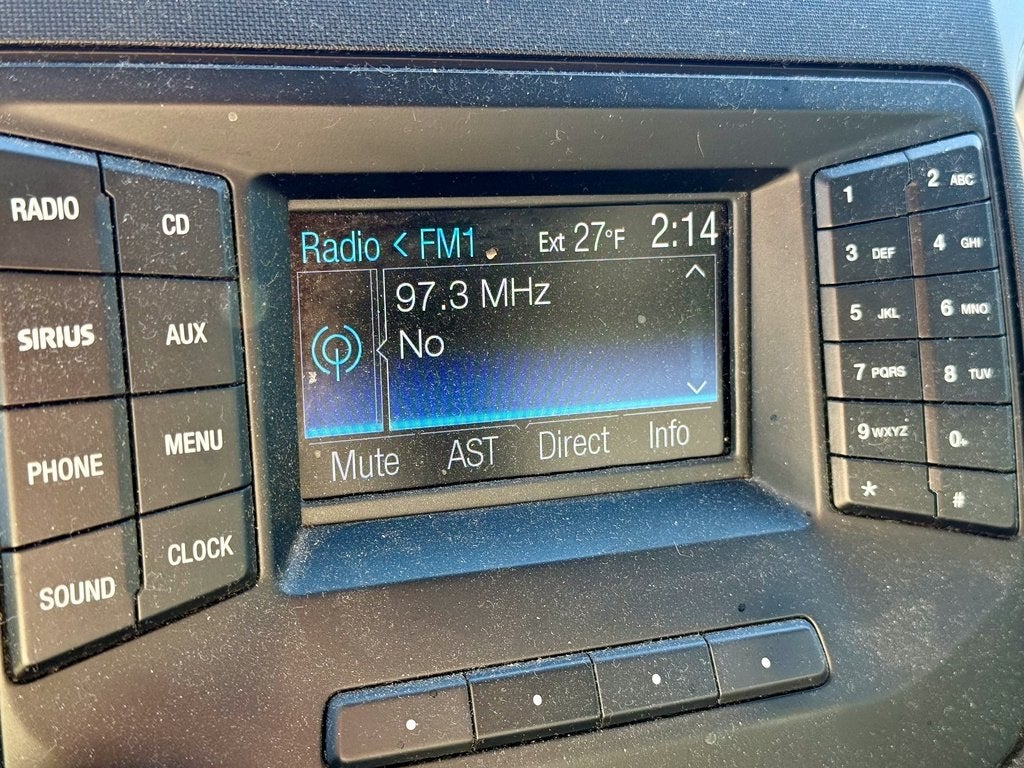 RADIO
CD
SIRIUS
AUX
PHONE
MENU
SOUND
CLOCK
Radio < FM1 Ext 27°F 2:14
97.3 MHz
No
Mute AST Direct Info
1
2 ABC
3 DEF
4 GHI
5 JKL
6 MNO
7 PQRS
8 TUV
9 WXYZ
0+
*
#